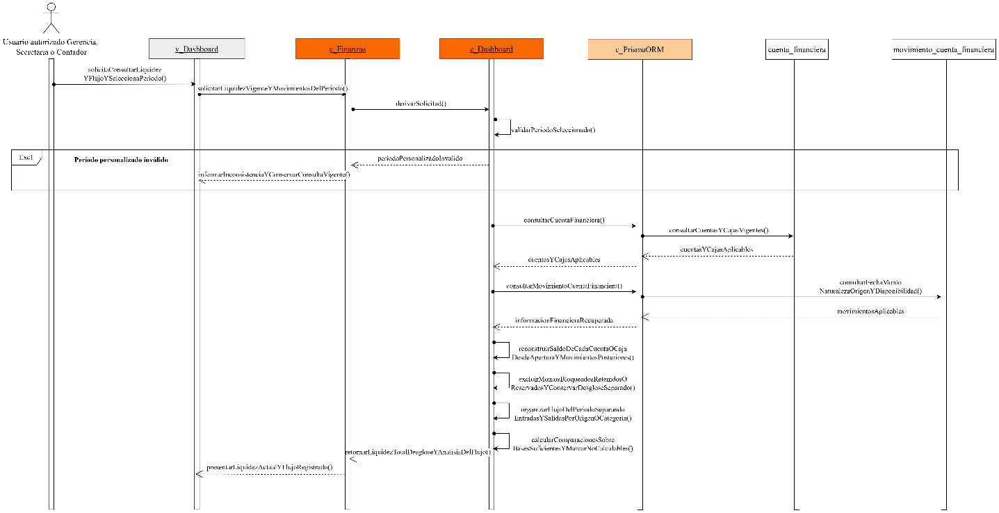 Usuario autorizado Gerencia,
Secretaria o Contador
v_Dashboard
c_Finanzas
c_Dashboard
c_PrismaORM
cuenta_financiera
movimiento_cuenta_financiera
solicitaConsultarLiquidez
YFlujoYSeleccionaPeriodo()
solicitarLiquidezVigenteYMovimientosDelPeriodo()
derivarSolicitud()
validarPeriodoSeleccionado()
Exc1
Período personalizado inválido
periodoPersonalizadoInvalido
informarInconsistenciaYConservarConsultaVigente()
consultarCuentaFinanciera()
consultarCuentasYCajasVigentes()
cuentasYCajasAplicables
cuentasYCajasAplicables
consultarMovimientoCuentaFinanciera()
consultarFechaMonto
NaturalezaOrigenYDisponibilidad()
movimientosAplicables
informacionFinancieraRecuperada
reconstruirSaldoDeCadaCuentaOCaja
DesdeAperturaYMovimientosPosteriores()
excluirMontosBloqueadosRetenidosO
ReservadosYConservarDesgloseSeparado()
organizarFlujoDelPeriodoSeparando
EntradasYSalidasPorOrigenOCategoria()
calcularComparacionesSobre
BasesSuficientesYMarcarNoCalculables()
retornarLiquidezTotalDesgloseYAnalisisDelFlujo()
presentarLiquidezActualYFlujoRegistrado()